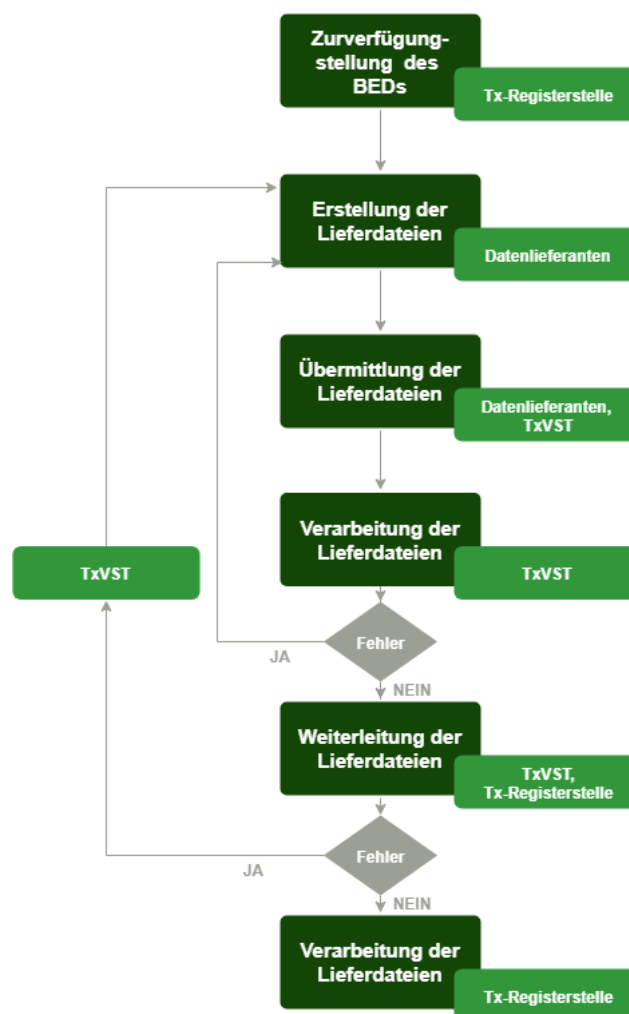 Zurverfügung-
stellung des
BEDs
Tx-Registerstelle
Erstellung der
Lieferdateien
Datenlieferanten
Übermittlung der
Lieferdateien
Datenlieferanten,
TxVST
Verarbeitung der
Lieferdateien
TxVST
TxVST
Fehler
JA
NEIN
Weiterleitung der
Lieferdateien
TxVST,
Tx-Registerstelle
Fehler
JA
NEIN
Verarbeitung der
Lieferdateien
Tx-Registerstelle